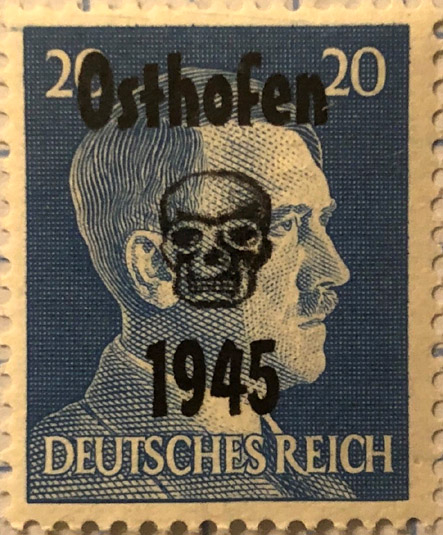 20 20
Osthofen
1945
DEUTSCHES REICH